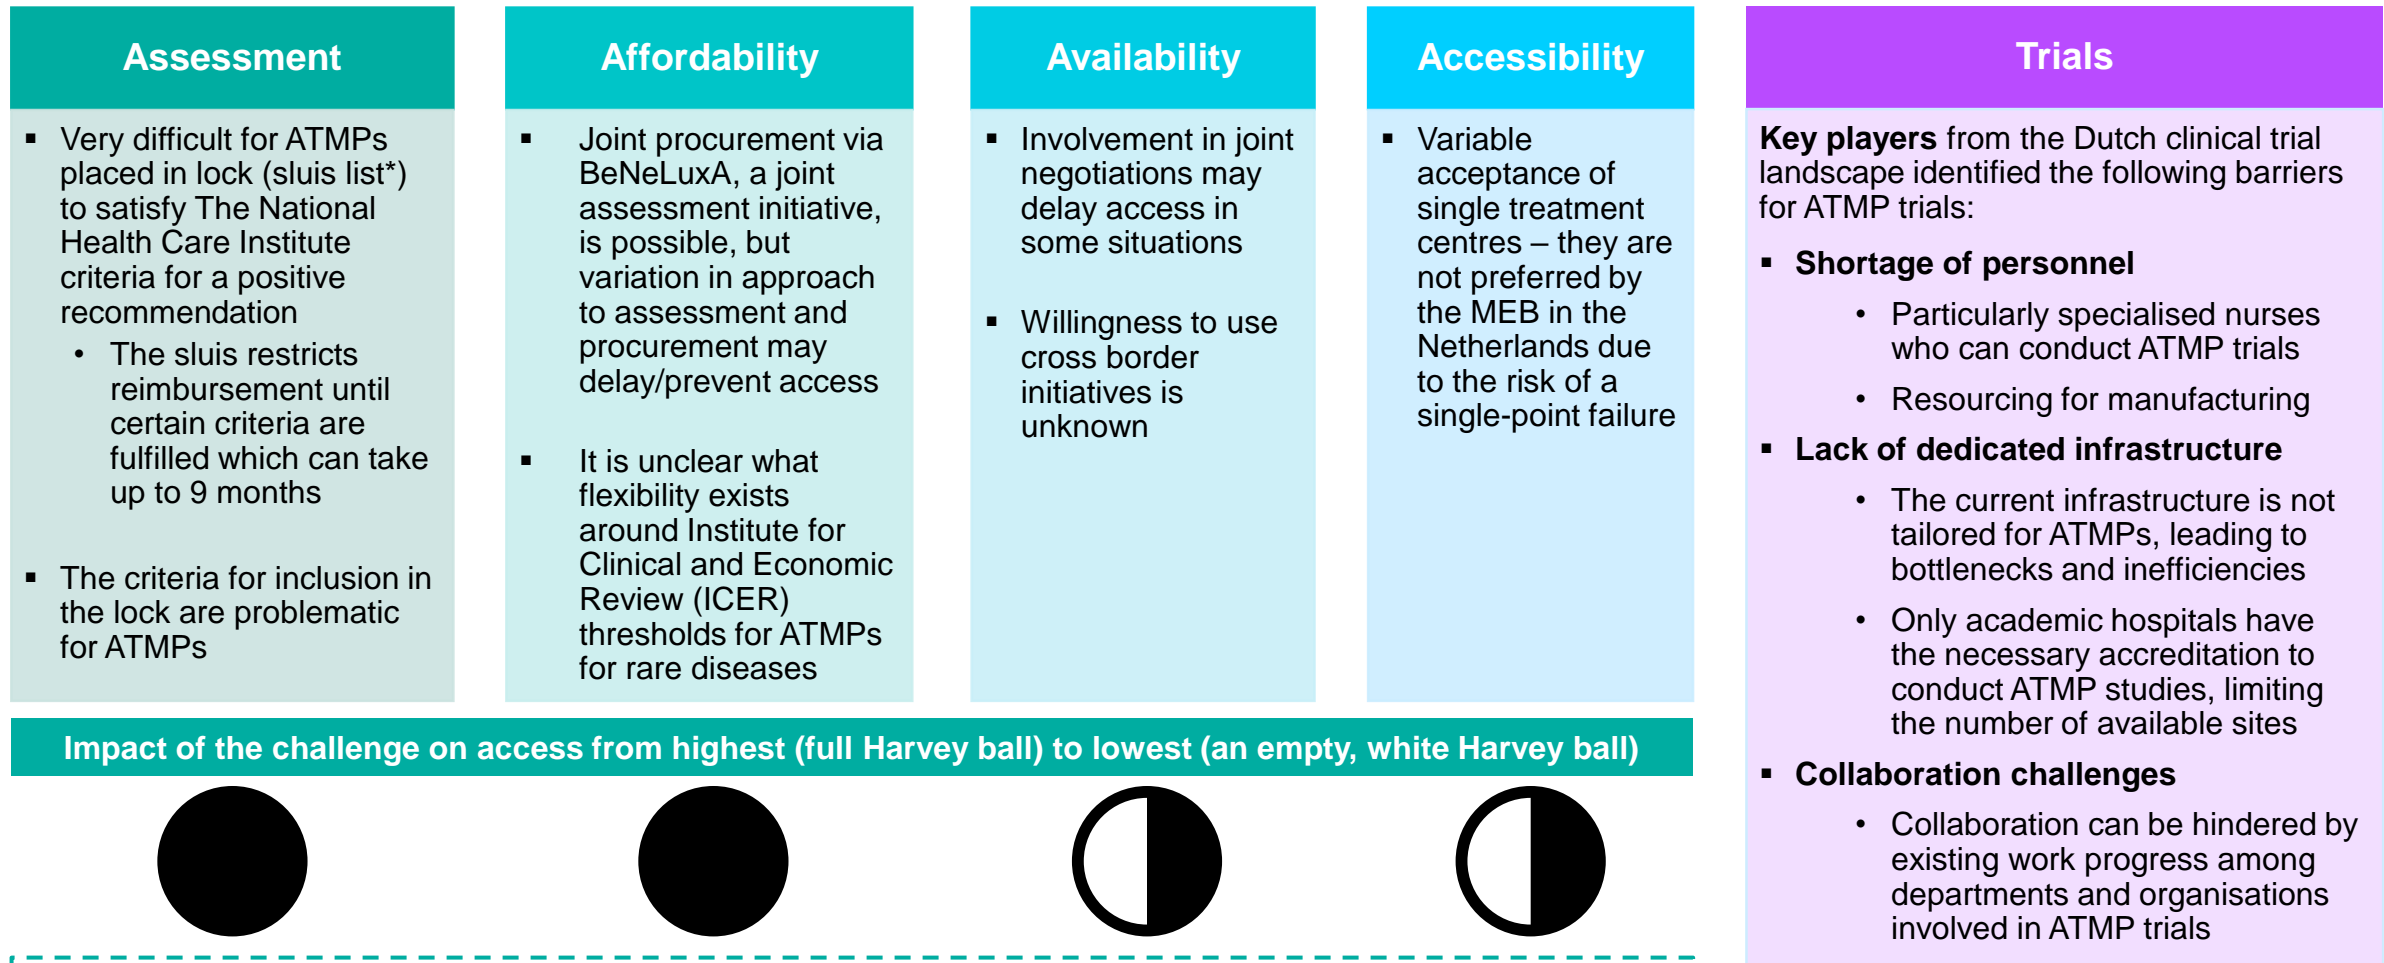 Assessment
▪ Very difficult for ATMPs
placed in lock (sluis list*)
to satisfy The National
Health Care Institute
criteria for a positive
recommendation
• The sluis restricts
reimbursement until
certain criteria are
fulfilled which can take
up to 9 months
▪ The criteria for inclusion in
the lock are problematic
for ATMPs
Affordability
▪ Joint procurement via
BeNeLuxA, a joint
assessment initiative,
is possible, but
variation in approach
to assessment and
procurement may
delay/prevent access
▪ It is unclear what
flexibility exists
around Institute for
Clinical and Economic
Review (ICER)
thresholds for ATMPs
for rare diseases
Availability
▪ Involvement in joint
negotiations may
delay access in
some situations
▪ Willingness to use
cross border
initiatives is
unknown
Accessibility
▪ Variable
acceptance of
single treatment
centres – they are
not preferred by
the MEB in the
Netherlands due
to the risk of a
single-point failure
Impact of the challenge on access from highest (full Harvey ball) to lowest (an empty, white Harvey ball)
Trials
Key players from the Dutch clinical trial
landscape identified the following barriers
for ATMP trials:
▪ Shortage of personnel
• Particularly specialised nurses
who can conduct ATMP trials
• Resourcing for manufacturing
▪ Lack of dedicated infrastructure
• The current infrastructure is not
tailored for ATMPs, leading to
bottlenecks and inefficiencies
• Only academic hospitals have
the necessary accreditation to
conduct ATMP studies, limiting
the number of available sites
▪ Collaboration challenges
• Collaboration can be hindered by
existing work progress among
departments and organisations
involved in ATMP trials